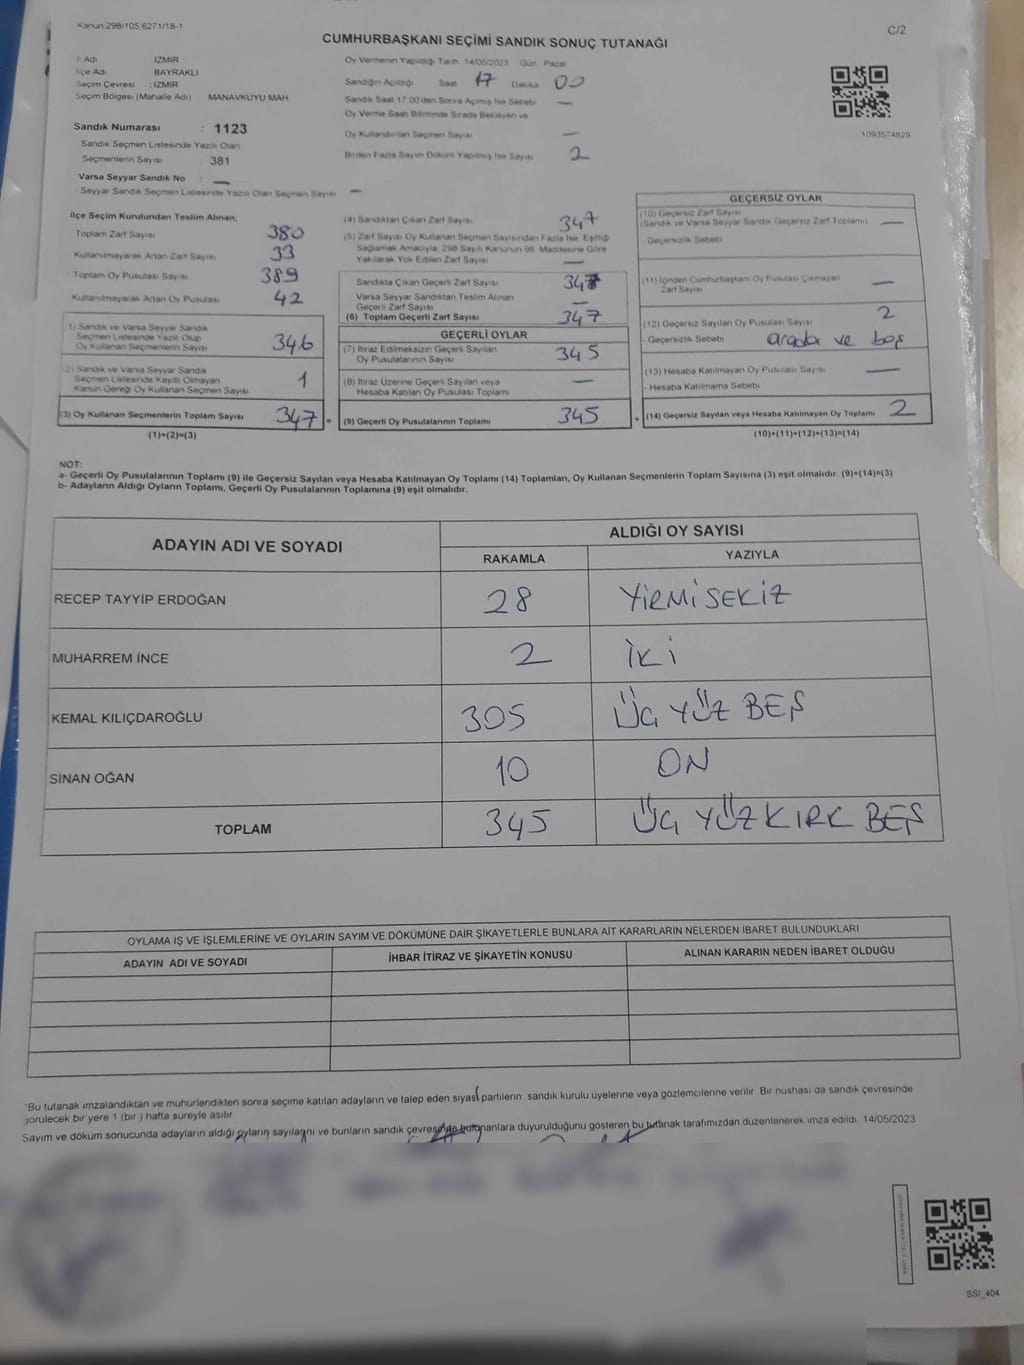 Kanun 298/105 6271/18-1
C/2
CUMHURBAŞKANI SEÇİMİ SANDIK SONUÇ TUTANAĞI
İl Adı IZMIR
İlçe Adı BAYRAKLI
Seçim Çevresi : IZMIR
Seçim Bölgesi (Mahalle Adı) MANAVKUYU MAH
Sandık Numarası : 1123
Sandık Seçmen Listesinde Yazılı Olan
Seçmenlerin Sayısı : 381
Varsa Seyyar Sandık No : —
Seyyar Sandık Seçmen Listesinde Yazılı Olan Seçmen Sayısı —
Oy Vermenin Yapıldığı Tarih 14/05/2023 Gün Pazar
Sandığın Açıldığı Saat 17 Dakika 00
Sandık Saat 17.00'den Sonra Açılmış İse Sebebi —
Oy Verme Saati Bitiminde Sırada Bekleyen ve
Oy Kullandırılan Seçmen Sayısı —
Birden Fazla Sayım Döküm Yapılmış İse Sayısı 2
1093574829
İlçe Seçim Kurulundan Teslim Alınan:
Toplam Zarf Sayısı 380
Kullanılmayarak Artan Zarf Sayısı 33
Toplam Oy Pusulası Sayısı 389
Kullanılmayarak Artan Oy Pusulası 42
(1) Sandık ve Varsa Seyyar Sandık
Seçmen Listesinde Yazılı Olup
Oy Kullanan Seçmenlerin Sayısı 346
(2) Sandık ve Varsa Seyyar Sandık
Seçmen Listesinde Kayıtlı Olmayan
Kanun Gereği Oy Kullanan Seçmen Sayısı 1
(3) Oy Kullanan Seçmenlerin Toplam Sayısı 347 =
(1)+(2)=(3)
(4) Sandıktan Çıkan Zarf Sayısı 347
(5) Zarf Sayısı Oy Kullanan Seçmen Sayısından Fazla İse, Eşitliği
Sağlamak Amacıyla, 298 Sayılı Kanunun 98. Maddesine Göre
Yakılarak Yok Edilen Zarf Sayısı —
Sandıkta Çıkan Geçerli Zarf Sayısı 347
Varsa Seyyar Sandıktan Teslim Alınan
Geçerli Zarf Sayısı —
(6) Toplam Geçerli Zarf Sayısı 347
GEÇERLİ OYLAR
(7) İtiraz Edilmeksizin Geçerli Sayılan
Oy Pusulalarının Sayısı 345
(8) İtiraz Üzerine Geçerli Sayılan veya
Hesaba Katılan Oy Pusulası Toplamı —
(9) Geçerli Oy Pusulalarının Toplamı 345 +
GEÇERSİZ OYLAR
(10) Geçersiz Zarf Sayısı
(Sandık ve Varsa Seyyar Sandık Geçersiz Zarf Toplamı) —
- Geçersizlik Sebebi
(11) İçinden Cumhurbaşkanı Oy Pusulası Çıkmayan
Zarf Sayısı —
(12) Geçersiz Sayılan Oy Pusulası Sayısı 2
- Geçersizlik Sebebi arada ve boş
(13) Hesaba Katılmayan Oy Pusulası Sayısı —
- Hesaba Katılmama Sebebi
(14) Geçersiz Sayılan veya Hesaba Katılmayan Oy Toplamı 2
(10)+(11)+(12)+(13)=(14)
NOT:
a- Geçerli Oy Pusulalarının Toplamı (9) ile Geçersiz Sayılan veya Hesaba Katılmayan Oy Toplamı (14) Toplamları, Oy Kullanan Seçmenlerin Toplam Sayısına (3) eşit olmalıdır. (9)+(14)=(3)
b- Adayların Aldığı Oyların Toplamı, Geçerli Oy Pusulalarının Toplamına (9) eşit olmalıdır.
ADAYIN ADI VE SOYADI
ALDIĞI OY SAYISI
RAKAMLA YAZIYLA
RECEP TAYYİP ERDOĞAN 28 YİRMİ SEKİZ
MUHARREM İNCE 2 İKİ
KEMAL KILIÇDAROĞLU 305 ÜÇ YÜZ BEŞ
SİNAN OĞAN 10 ON
TOPLAM 345 ÜÇ YÜZ KIRK BEŞ
OYLAMA İŞ VE İŞLEMLERİNE VE OYLARIN SAYIM VE DÖKÜMÜNE DAİR ŞİKAYETLERLE BUNLARA AİT KARARLARIN NELERDEN İBARET BULUNDUKLARI
ADAYIN ADI VE SOYADI İHBAR İTİRAZ VE ŞİKAYETİN KONUSU ALINAN KARARIN NEDEN İBARET OLDUĞU
*Bu tutanak imzalandıktan ve mühürlendikten sonra seçime katılan adayların ve talep eden siyasi partilerin sandık kurulu üyelerine veya gözlemcilerine verilir. Bir nushası da sandık çevresinde
görülecek bir yere 1 (bir ) hafta süreyle asılır
Sayım ve döküm sonucunda adayların aldığı oyların sayılarını ve bunların sandık çevresinde bulunanlara duyurulduğunu gösteren bu tutanak tarafımızdan düzenlenerek imza edildi. 14/05/2023
SSI_404